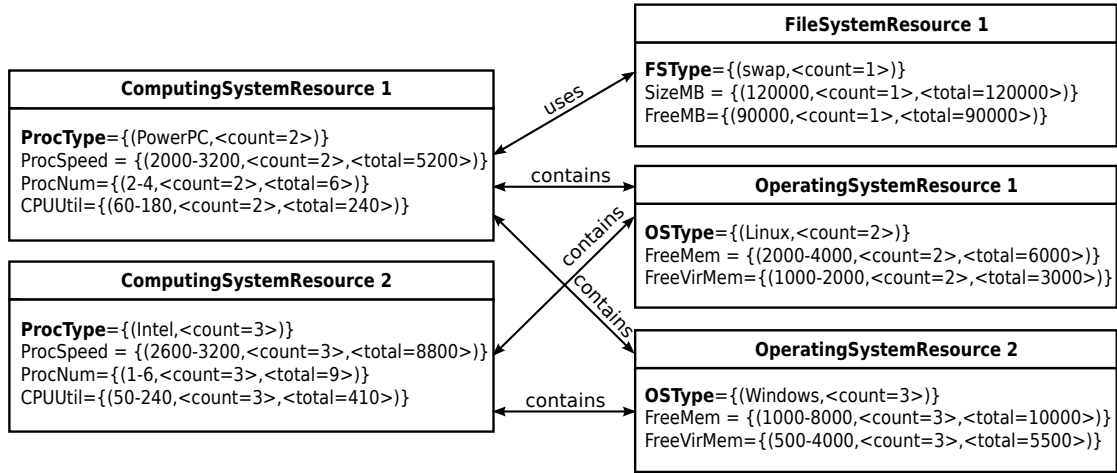 FileSystemResource 1
FSType={(swap,<count=1>)}
SizeMB = {(120000,<count=1>,<total=120000>)}
FreeMB={(90000,<count=1>,<total=90000>)}
ComputingSystemResource 1
ProcType={(PowerPC,<count=2>)}
ProcSpeed = {(2000-3200,<count=2>,<total=5200>)}
ProcNum={(2-4,<count=2>,<total=6>)}
CPUUtil={(60-180,<count=2>,<total=240>)}
uses
contains
contains
contains
contains
OperatingSystemResource 1
OSType={(Linux,<count=2>)}
FreeMem = {(2000-4000,<count=2>,<total=6000>)}
FreeVirMem={(1000-2000,<count=2>,<total=3000>)}
ComputingSystemResource 2
ProcType={(Intel,<count=3>)}
ProcSpeed = {(2600-3200,<count=3>,<total=8800>)}
ProcNum={(1-6,<count=3>,<total=9>)}
CPUUtil={(50-240,<count=3>,<total=410>)}
OperatingSystemResource 2
OSType={(Windows,<count=3>)}
FreeMem = {(1000-8000,<count=3>,<total=10000>)}
FreeVirMem={(500-4000,<count=3>,<total=5500>)}